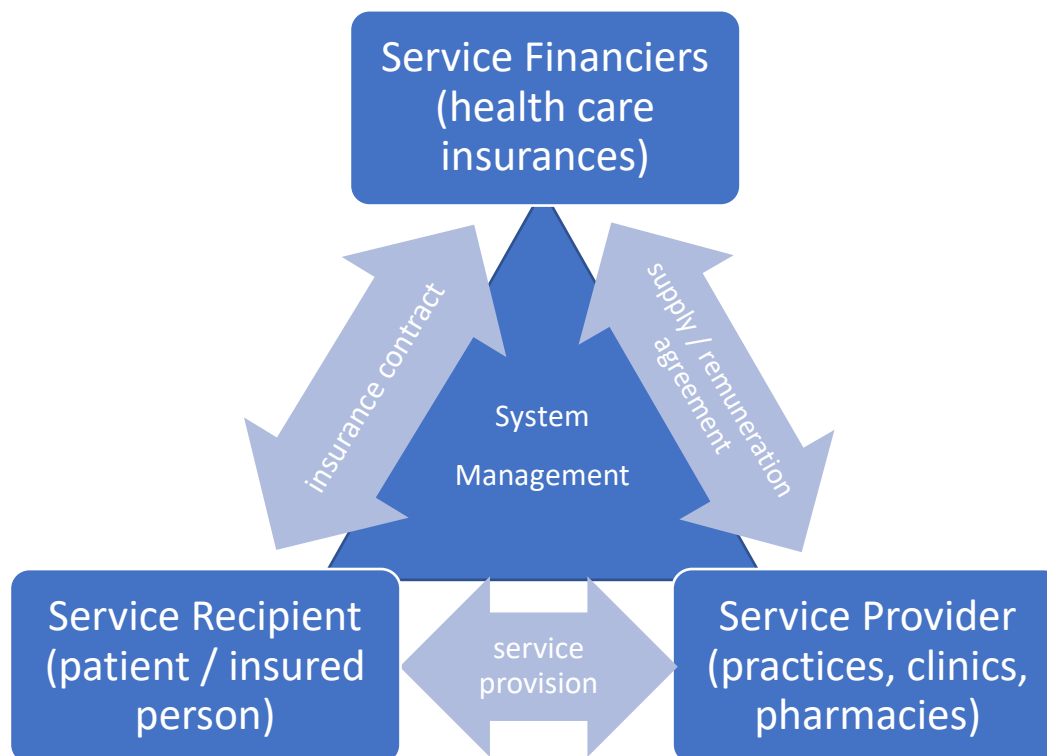 Service Financiers
(health care
insurances)
insurance contract
supply / remuneration
agreement
System
Management
Service Recipient
(patient / insured
person)
service
provision
Service Provider
(practices, clinics,
pharmacies)